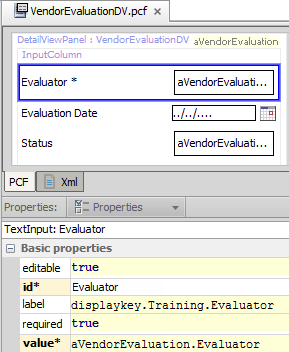 VendorEvaluationDV.pcf
DetailViewPanel : VendorEvaluationDV aVendorEvaluation
InputColumn
Evaluator * aVendorEvaluati...
Evaluation Date ../../....
Status aVendorEvaluati...
PCF Xml
Properties: Properties
TextInput: Evaluator
Basic properties
editable true
id* Evaluator
label displaykey.Training.Evaluator
required true
value* aVendorEvaluation.Evaluator